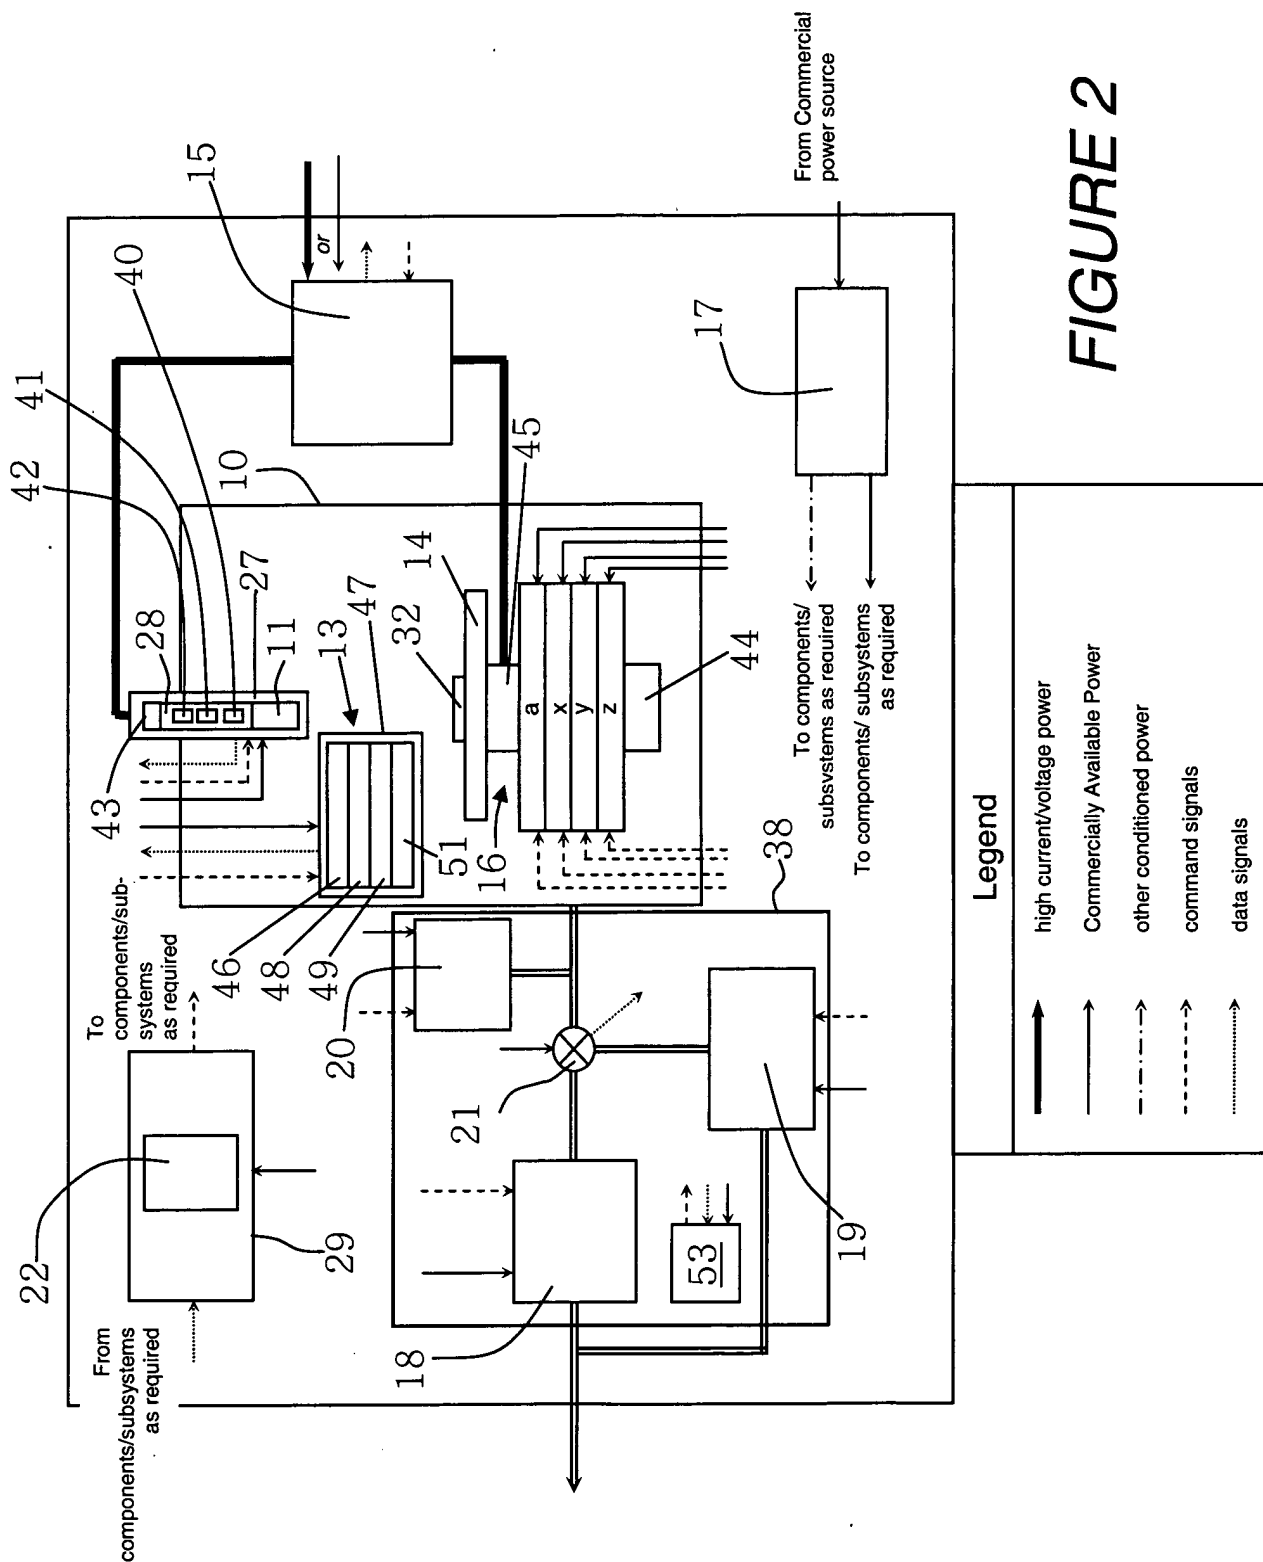 From
components/subsystems
as required
22
29
To
components/sub-
systems
as required
43
42
41
40
15
28
27
11
10
or
From Commercial
power source
46
48
49
51
13
47
16
32
14
45
a
x
y
z
44
17
To components/
subsystems as required
To components/ subsystems
as required
20
21
38
18
19
53
Legend
high current/voltage power
Commercially Available Power
other conditioned power
command signals
data signals
FIGURE 2